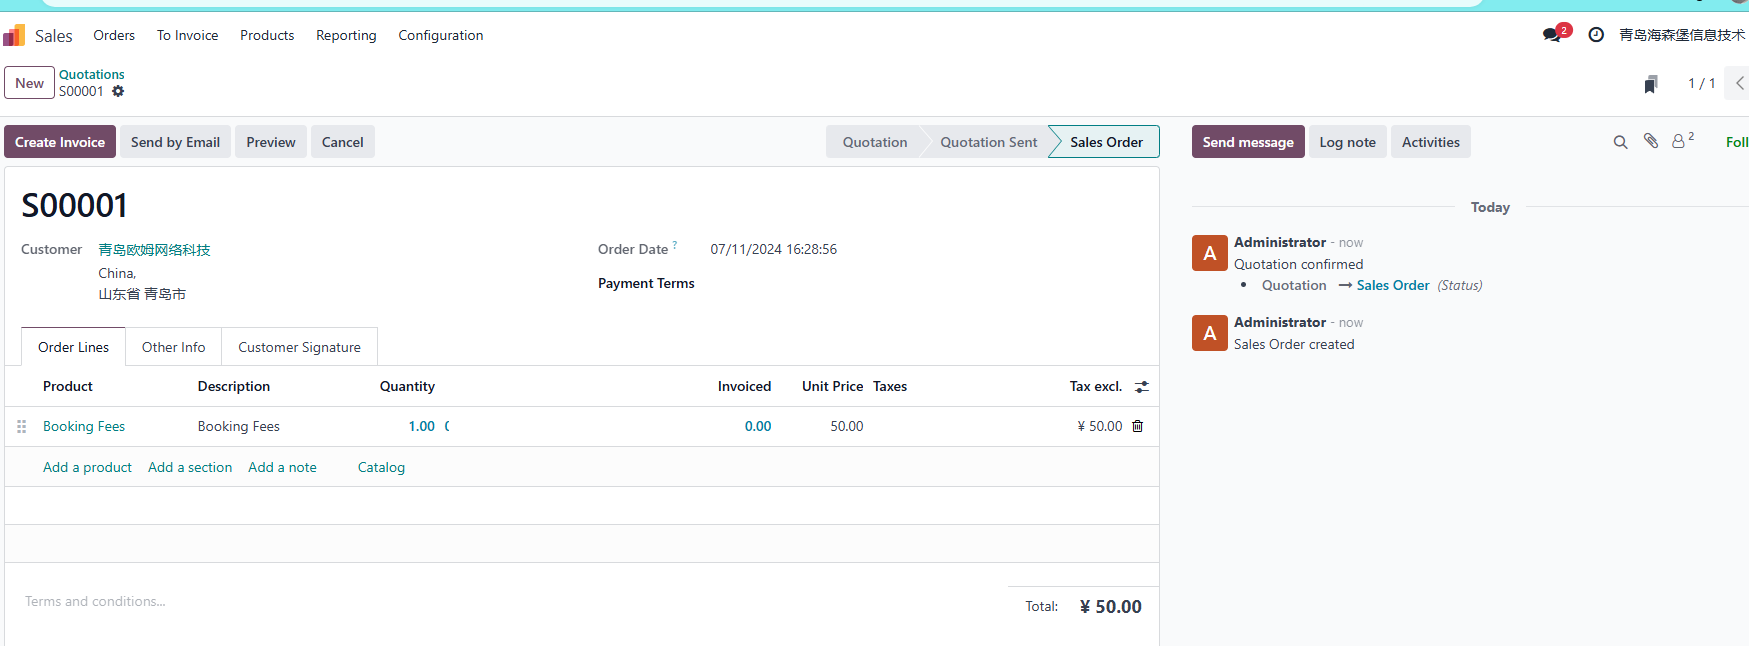 Sales Orders To Invoice Products Reporting Configuration 2 青岛海森堡信息技术
New Quotations
S00001 1 / 1
Create Invoice Send by Email Preview Cancel Quotation Quotation Sent Sales Order Send message Log note Activities 2 Foll
S00001
Today
Customer 青岛欧姆网络科技 Order Date ? 07/11/2024 16:28:56
China,
山东省 青岛市
Payment Terms
A Administrator - now
Quotation confirmed
• Quotation → Sales Order (Status)
A Administrator - now
Sales Order created
Order Lines Other Info Customer Signature
Product Description Quantity Invoiced Unit Price Taxes Tax excl.
Booking Fees Booking Fees 1.00 0.00 50.00 ¥ 50.00
Add a product Add a section Add a note Catalog
Terms and conditions...
Total: ¥ 50.00